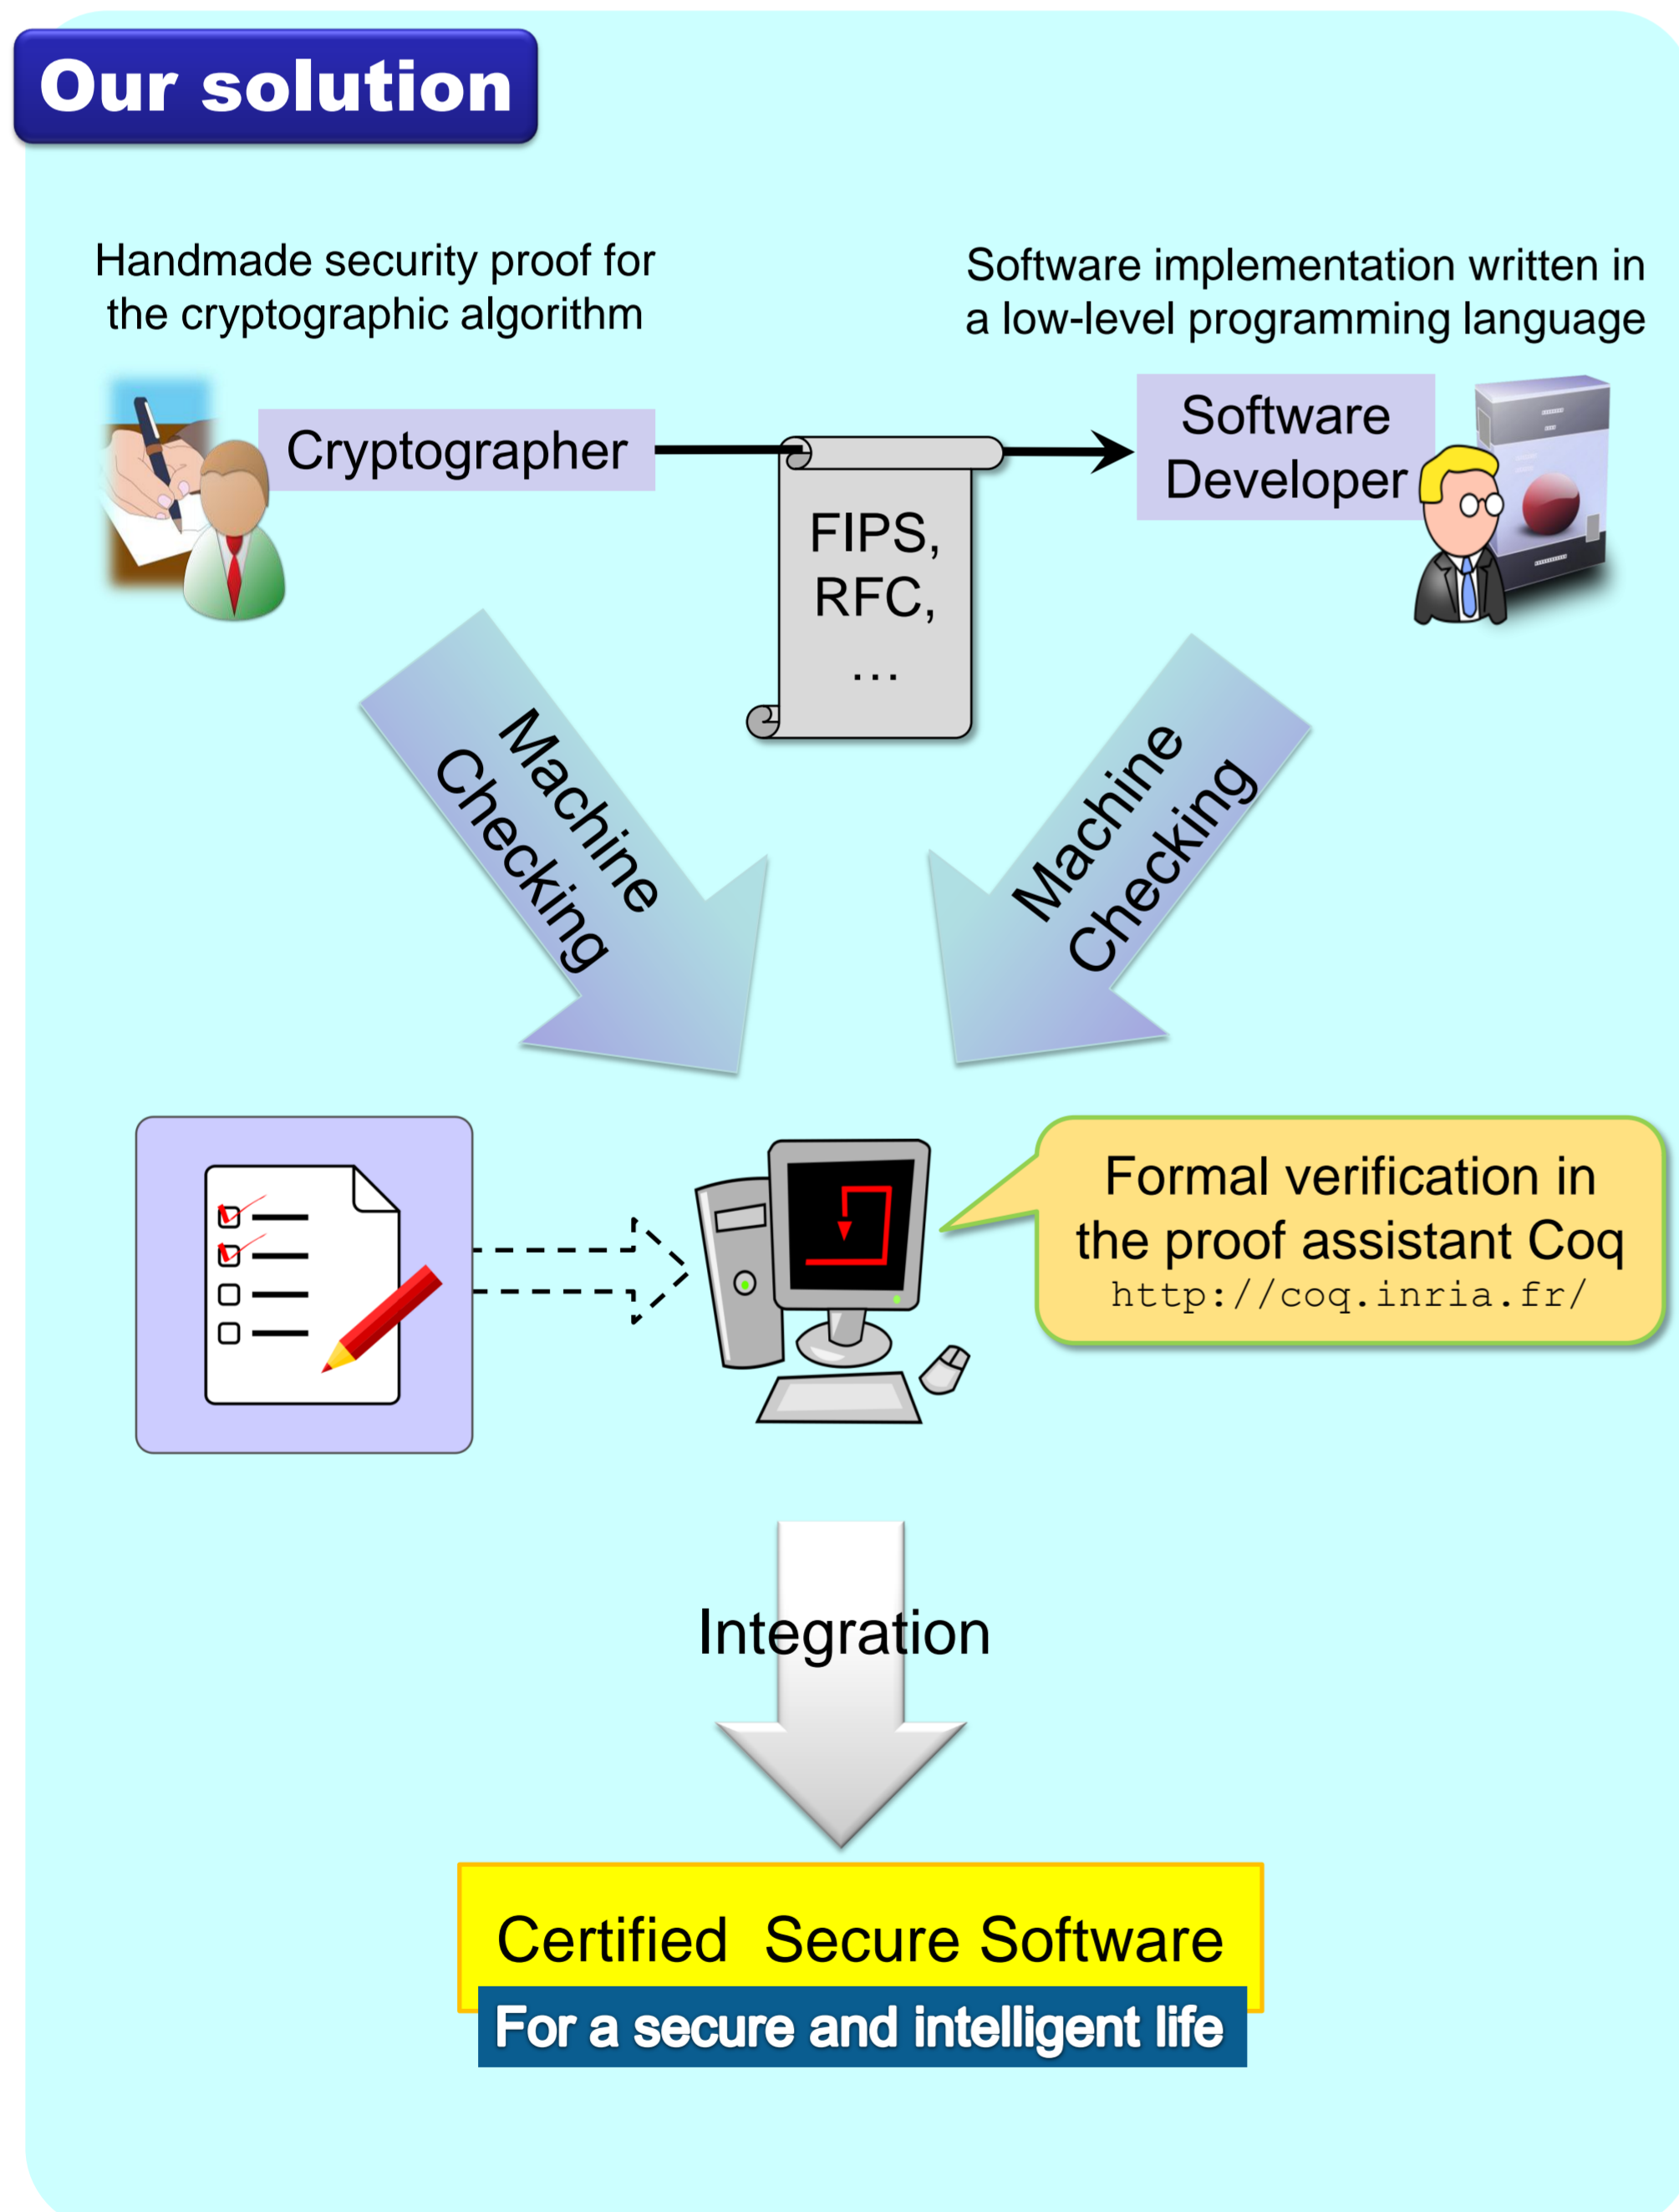 Our solution
Handmade security proof for
the cryptographic algorithm
Software implementation written in
a low-level programming language
Cryptographer
Software
Developer
FIPS,
RFC,
…
Machine
Checking
Machine
Checking
Formal verification in
the proof assistant Coq
http://coq.inria.fr/
Integration
Certified Secure Software
For a secure and intelligent life